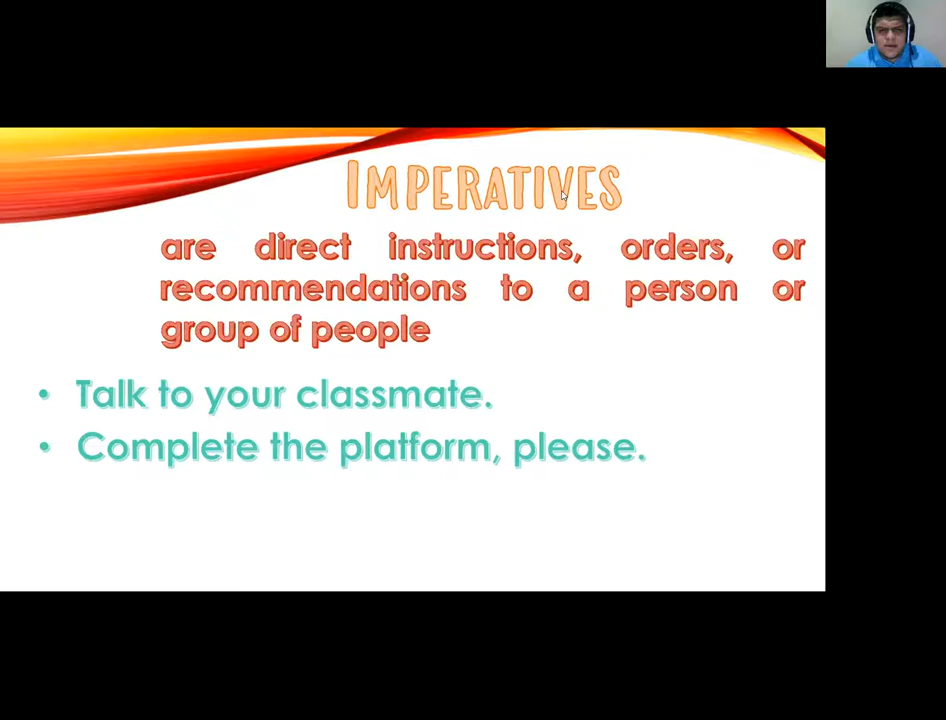 IMPERATIVES
are direct instructions, orders, or
recommendations to a person or
group of people
• Talk to your classmate.
• Complete the platform, please.